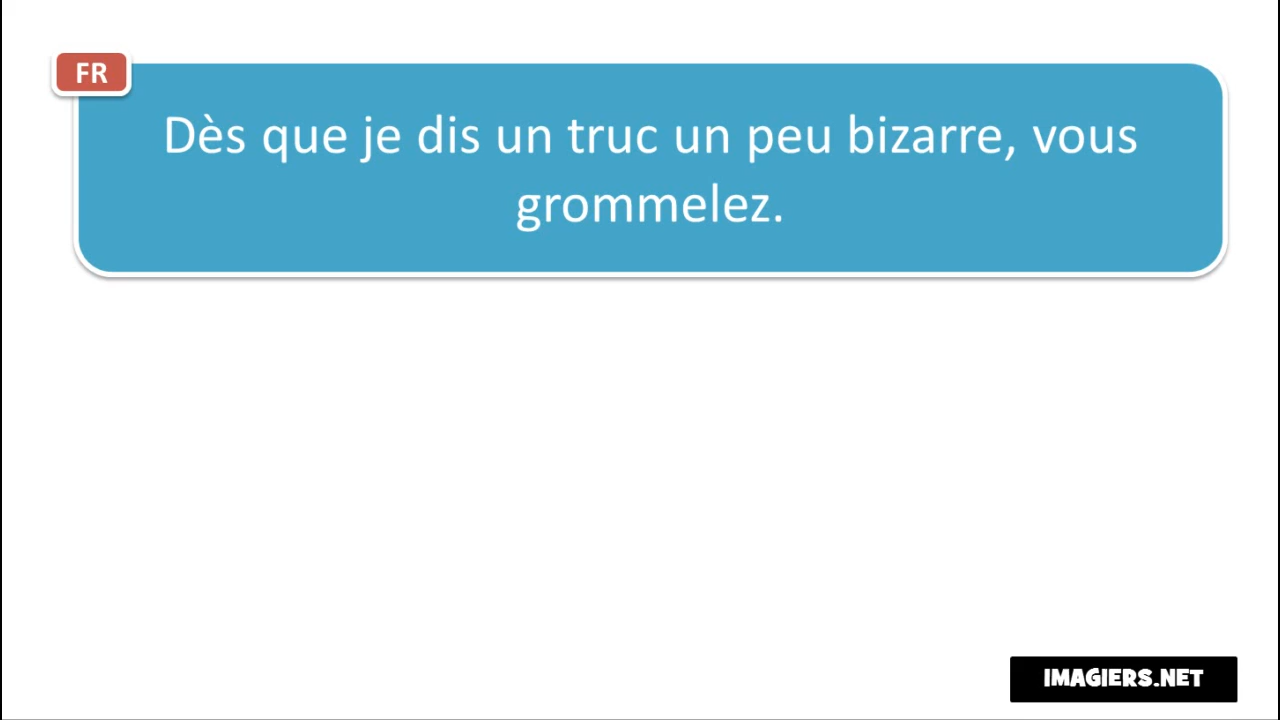 FR
Dès que je dis un truc un peu bizarre, vous
grommelez.
IMAGIERS.NET